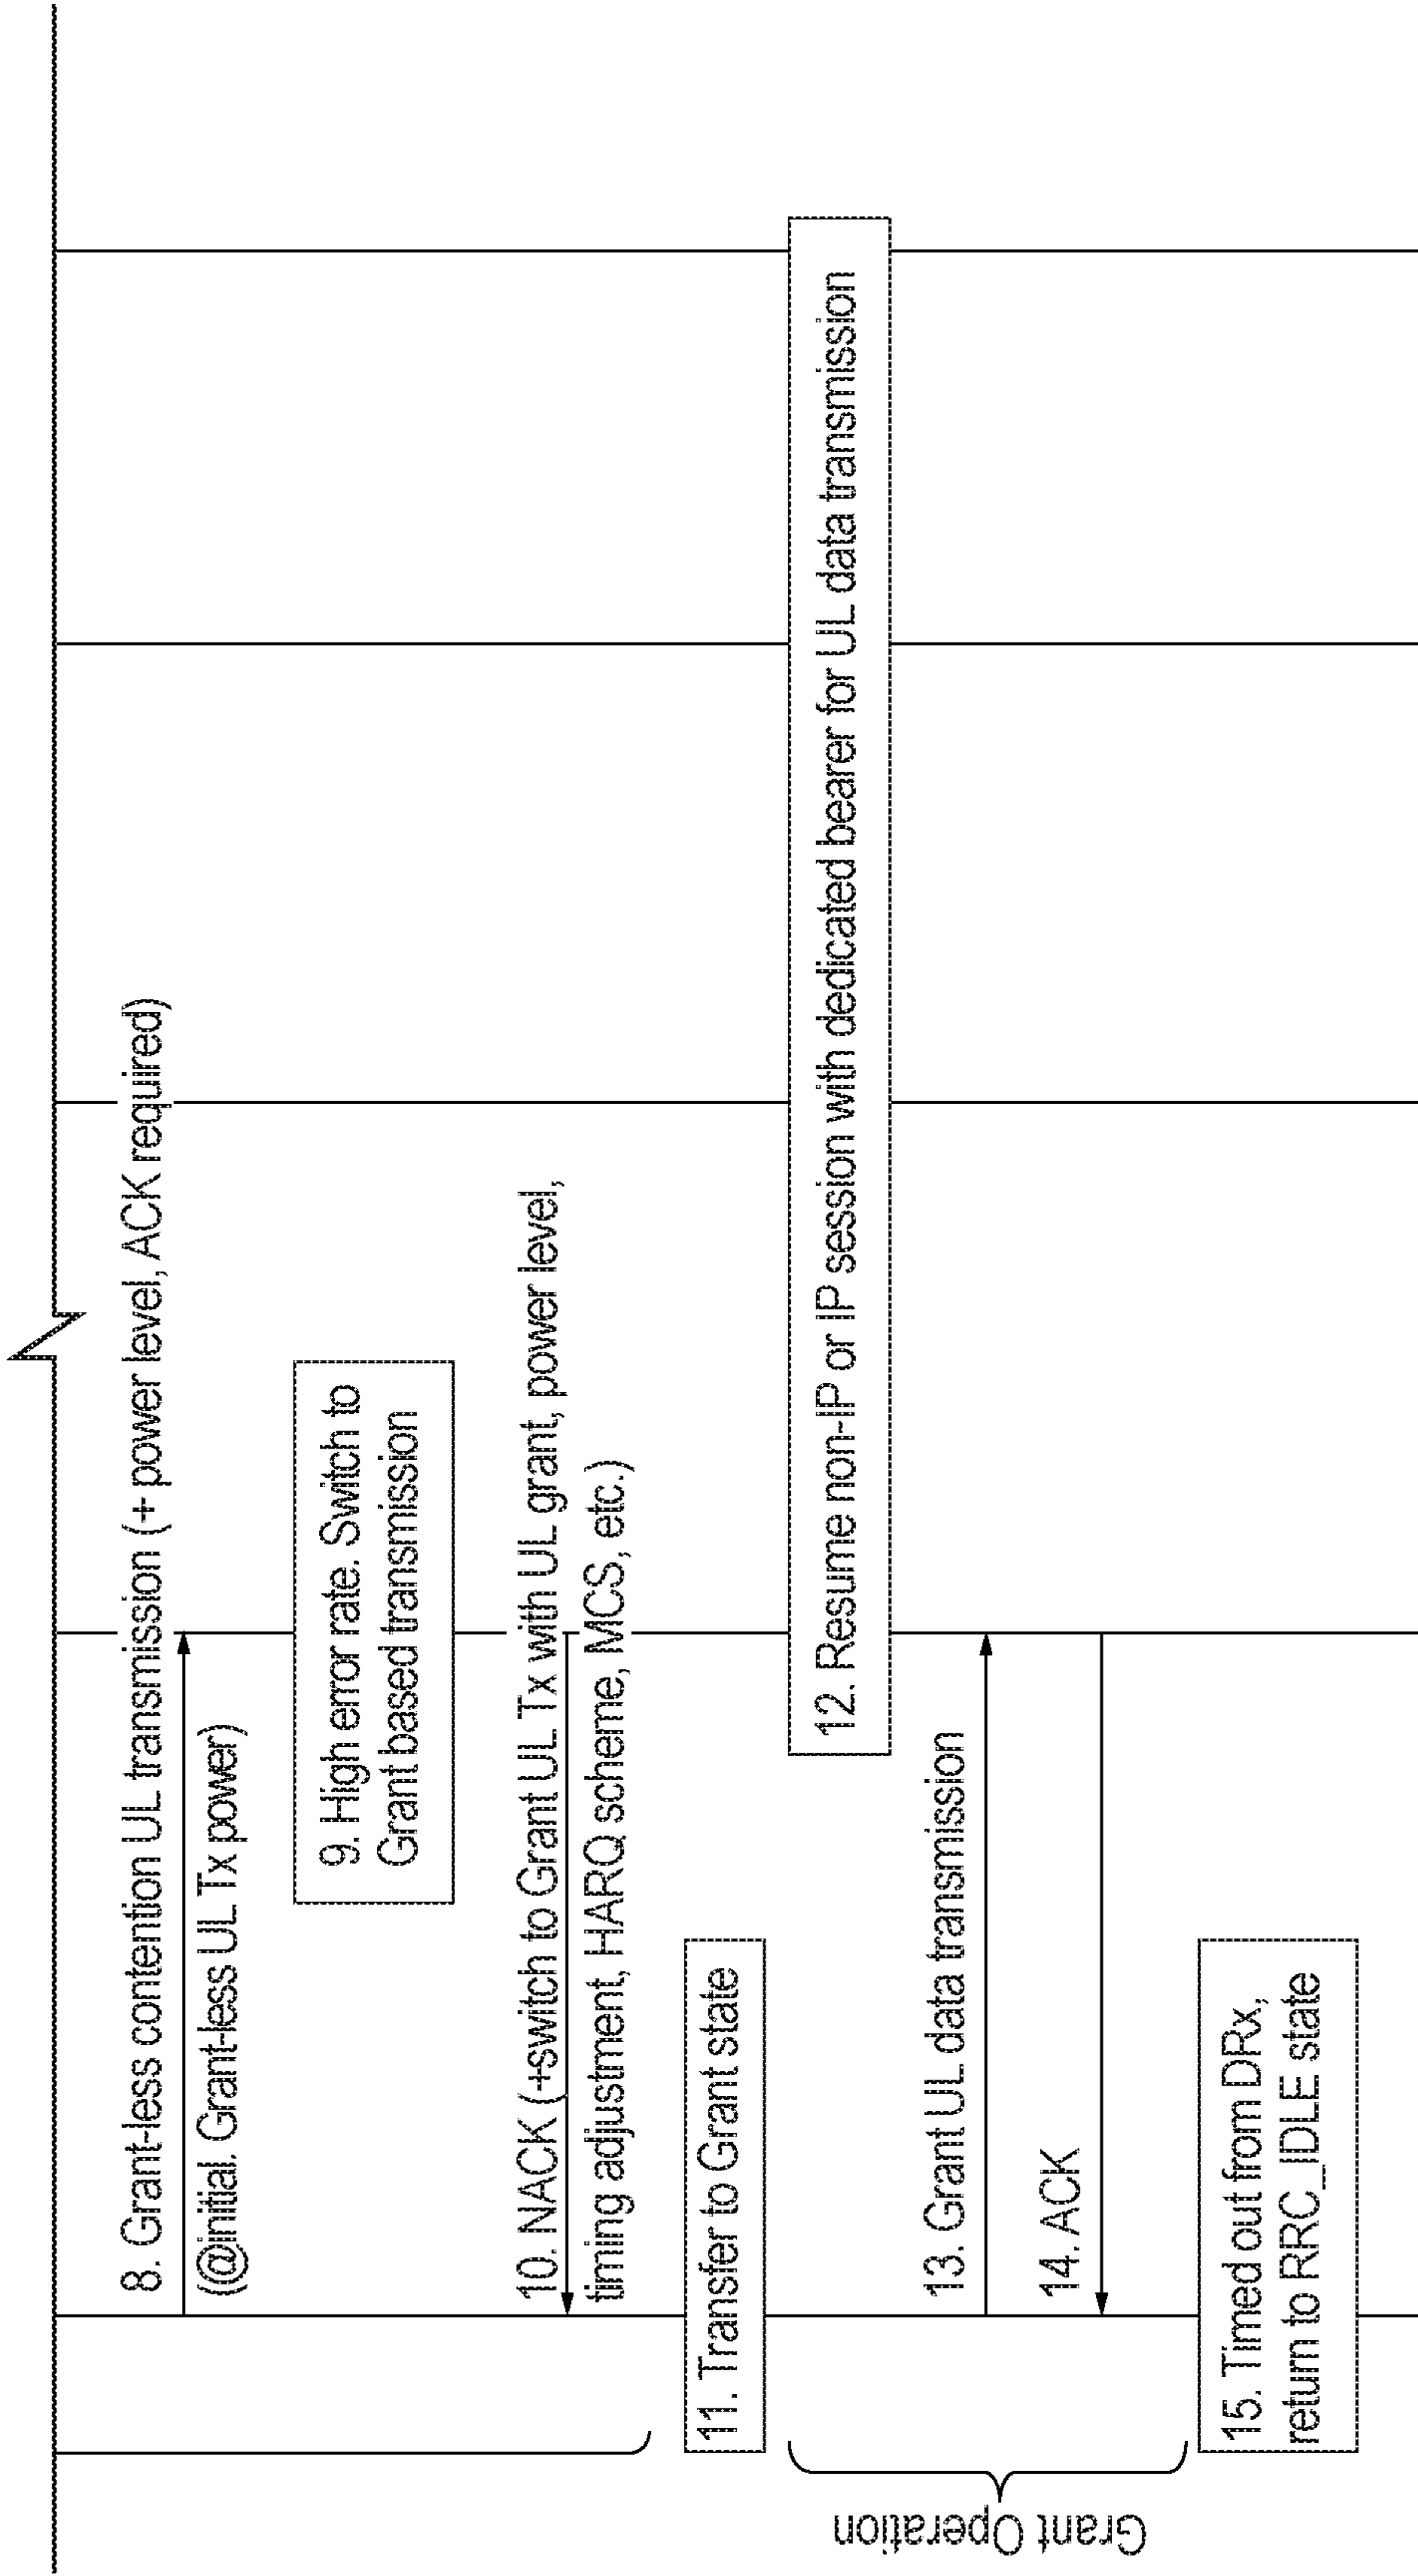 8. Grant-less contention UL transmission (+ power level, ACK required)
(@initial. Grant-less UL Tx power)
9. High error rate. Switch to
Grant based transmission
10. NACK (+switch to Grant UL Tx with UL grant, power level,
timing adjustment, HARQ scheme, MCS, etc.)
11. Transfer to Grant state
12. Resume non-IP or IP session with dedicated bearer for UL data transmission
Grant Operation
13. Grant UL data transmission
14. ACK
15. Timed out from DRx,
return to RRC_IDLE state